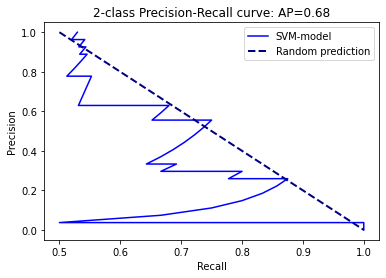 2-class Precision-Recall curve: AP=0.68
SVM-model
Random prediction
Precision
1.0
0.8
0.6
0.4
0.2
0.0
0.5 0.6 0.7 0.8 0.9 1.0
Recall